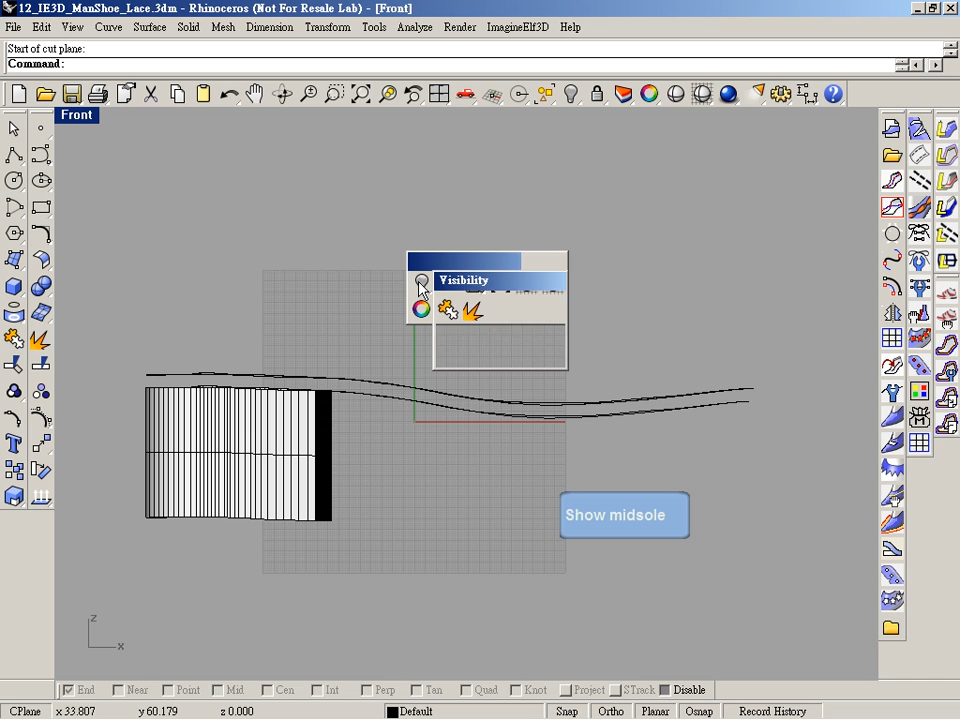 12_IE3D_ManShoe_Lace.3dm - Rhinoceros (Not For Resale Lab) - [Front]
File Edit View Curve Surface Solid Mesh Dimension Transform Tools Analyze Render ImagineElf3D Help
Start of cut plane:
Command:
Front
Visibility
Show midsole
z
x
End Near Point Mid Cen Int Perp Tan Quad Knot Project STrack Disable
CPlane x 33.807 y 60.179 z 0.000 Default Snap Ortho Planar Osnap Record History